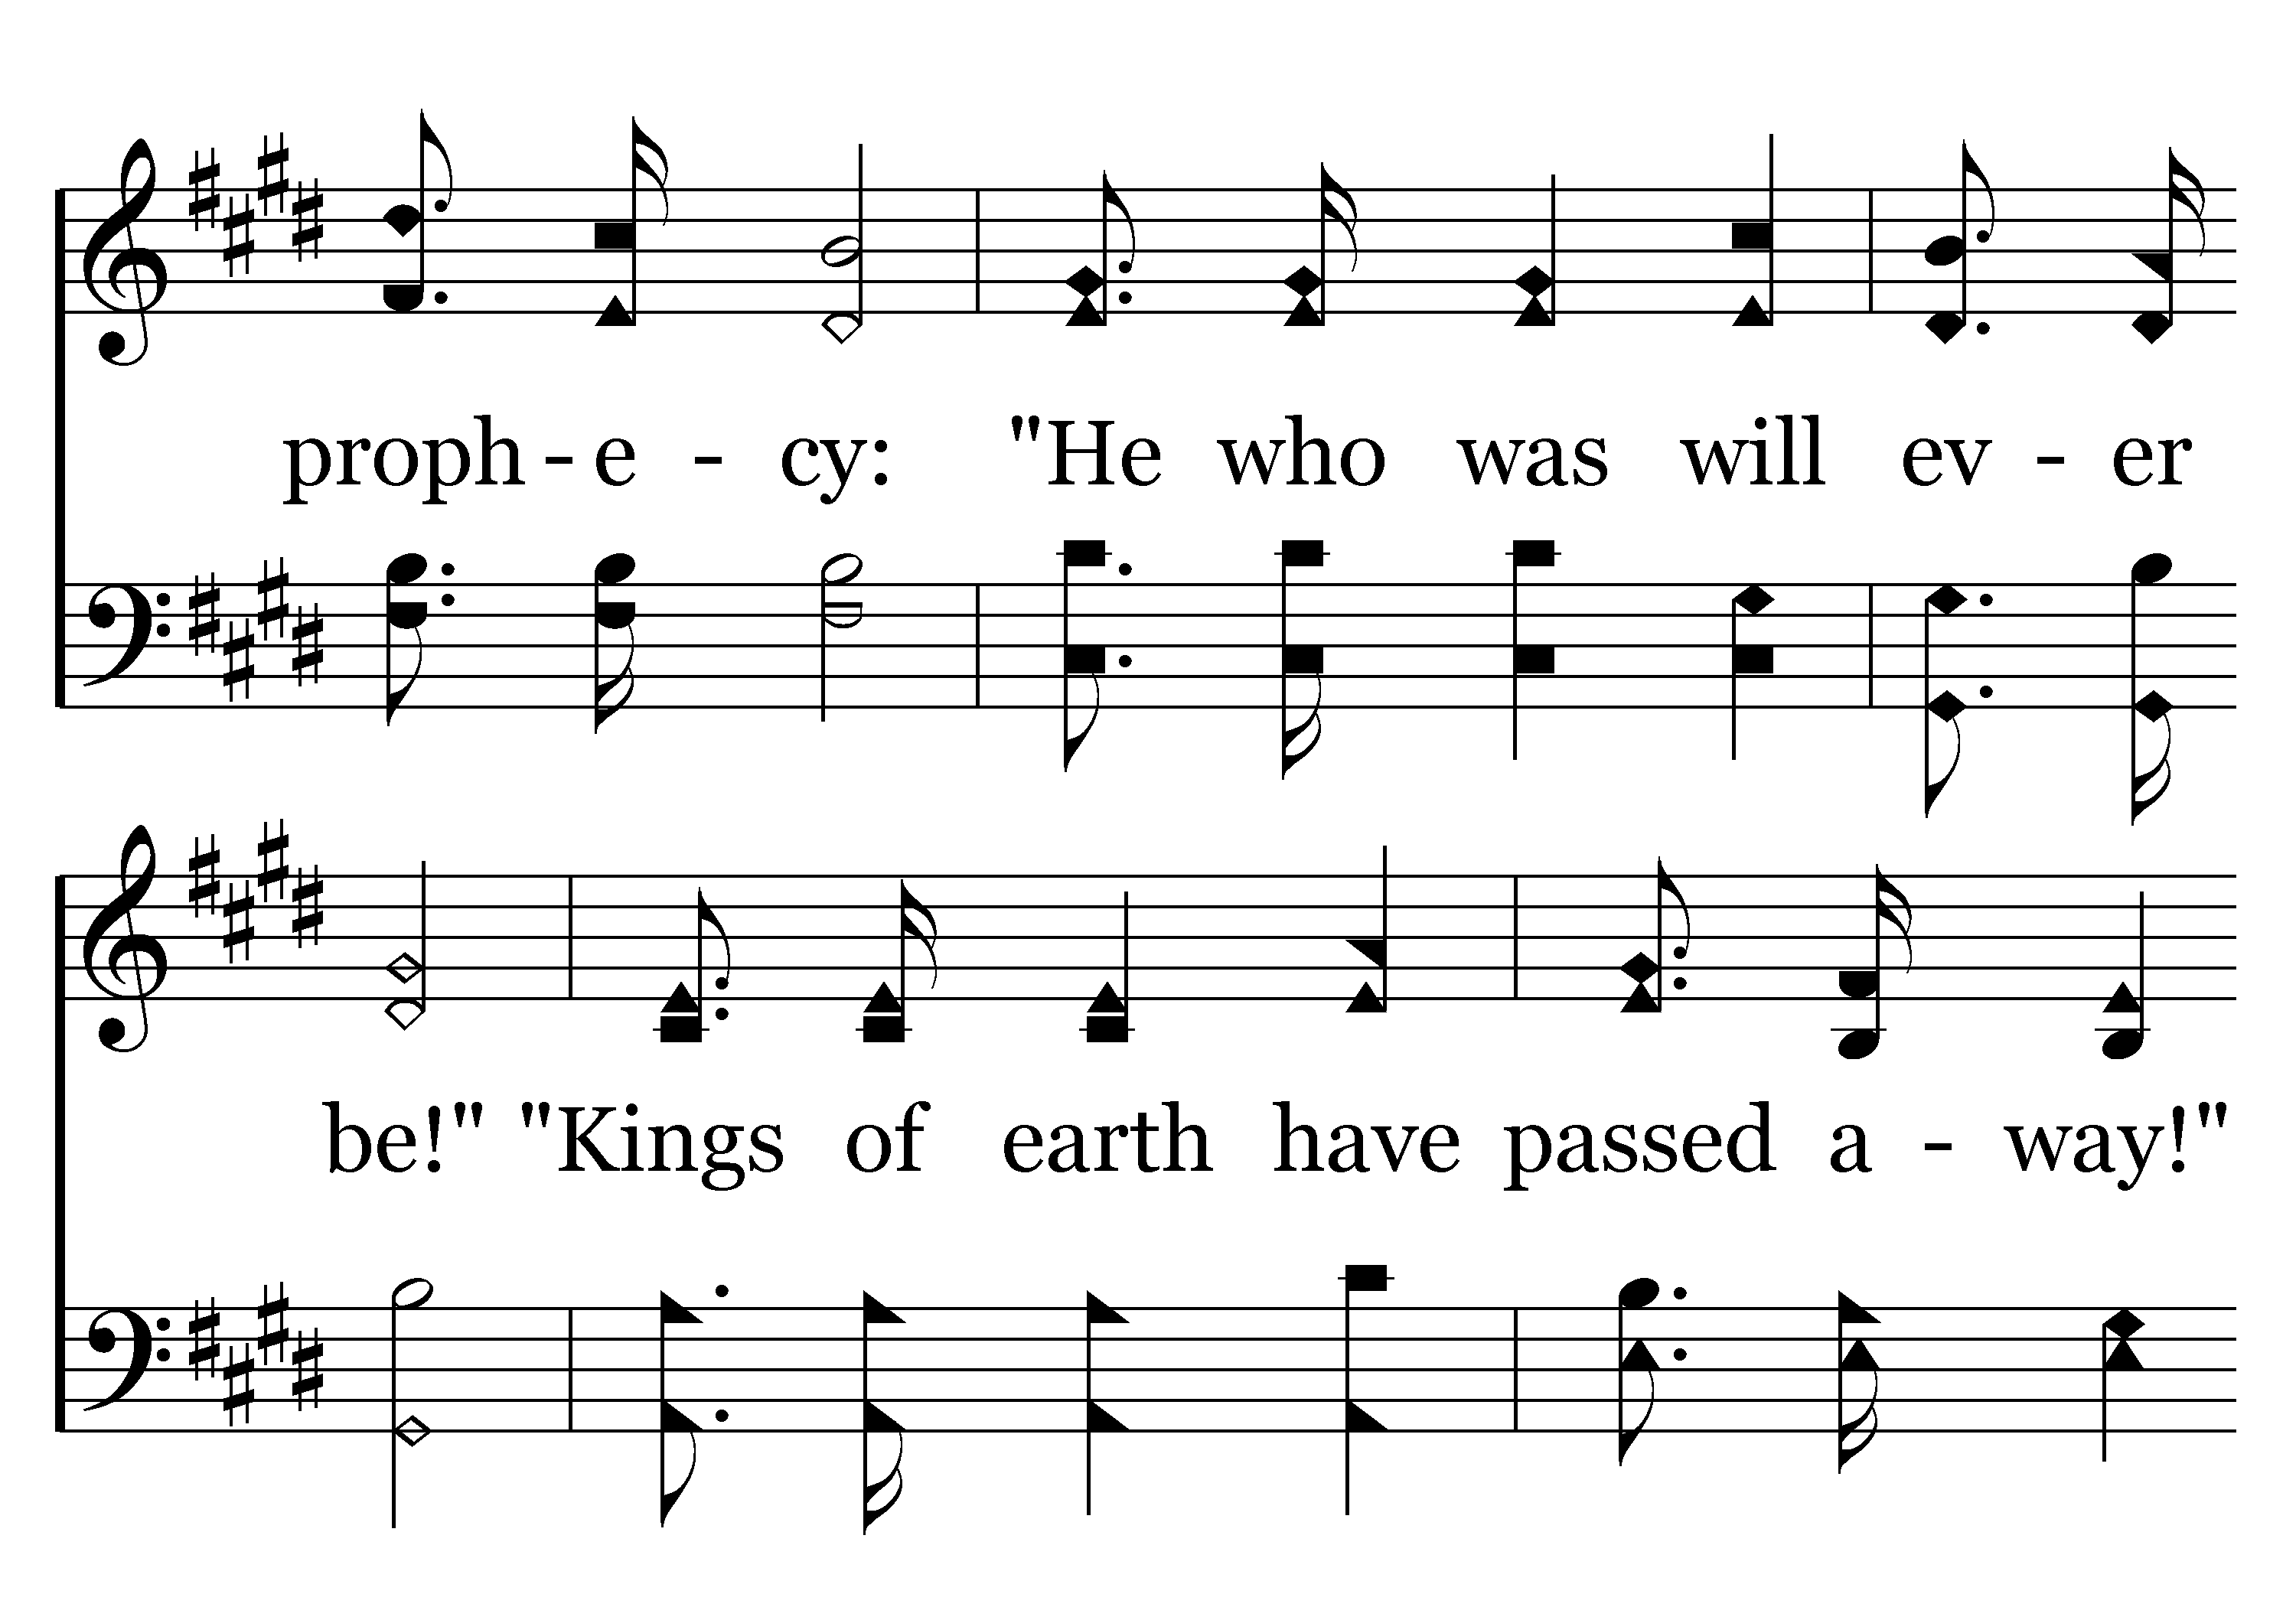 proph - e - cy: "He who was will ev - er
be!" "Kings of earth have passed a - way!"